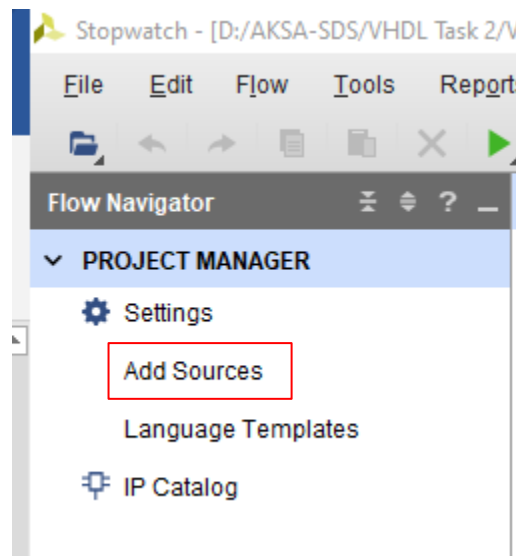 Stopwatch - [D:/AKSA-SDS/VHDL Task 2/V
File Edit Flow Tools Report
Flow Navigator ?
PROJECT MANAGER
Settings
Add Sources
Language Templates
IP Catalog